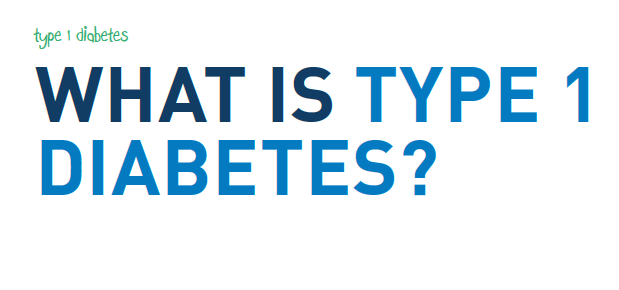 type 1 diabetes
WHAT IS TYPE 1
DIABETES?